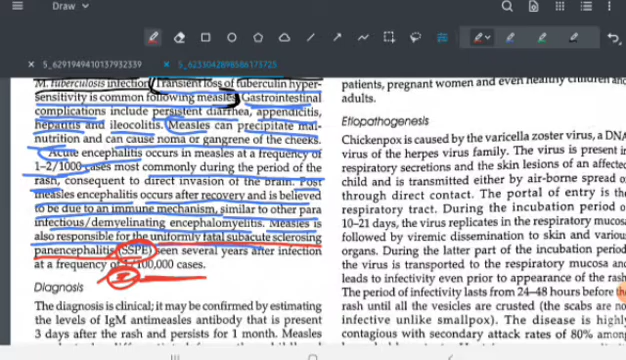 Draw
5_6291949410137932339
5_6233042898586173725
M. tuberculosis infection. Transient loss of tuberculin hyper-
sensitivity is common following measles. Gastrointestinal
complications include persistent diarrhea, appendicitis,
hepatitis and ileocolitis. Measles can precipitate mal-
nutrition and can cause noma or gangrene of the cheeks.
Acute encephalitis occurs in measles at a frequency of
1–2/1000 cases most commonly during the period of the
rash, consequent to direct invasion of the brain. Post
measles encephalitis occurs after recovery and is believed
to be due to an immune mechanism, similar to other para
infectious/demyelinating encephalomyelitis. Measles is
also responsible for the uniformly fatal subacute sclerosing
panencephalitis (SSPE) seen several years after infection
at a frequency of /100,000 cases.
Diagnosis
The diagnosis is clinical; it may be confirmed by estimating
the levels of IgM antimeasles antibody that is present
3 days after the rash and persists for 1 month. Measles
patients, pregnant women and even healthy children and
adults.
Etiopathogenesis
Chickenpox is caused by the varicella zoster virus, a DNA
virus of the herpes virus family. The virus is present in
respiratory secretions and the skin lesions of an affected
child and is transmitted either by air-borne spread o
through direct contact. The portal of entry is the
respiratory tract. During the incubation period o
10–21 days, the virus replicates in the respiratory mucosa
followed by viremic dissemination to skin and various
organs. During the latter part of the incubation period
the virus is transported to the respiratory mucosa and
leads to infectivity even prior to appearance of the rash
The period of infectivity lasts from 24–48 hours before the
rash until all the vesicles are crusted (the scabs are no
infective unlike smallpox). The disease is highly
contagious with secondary attack rates of 80% among